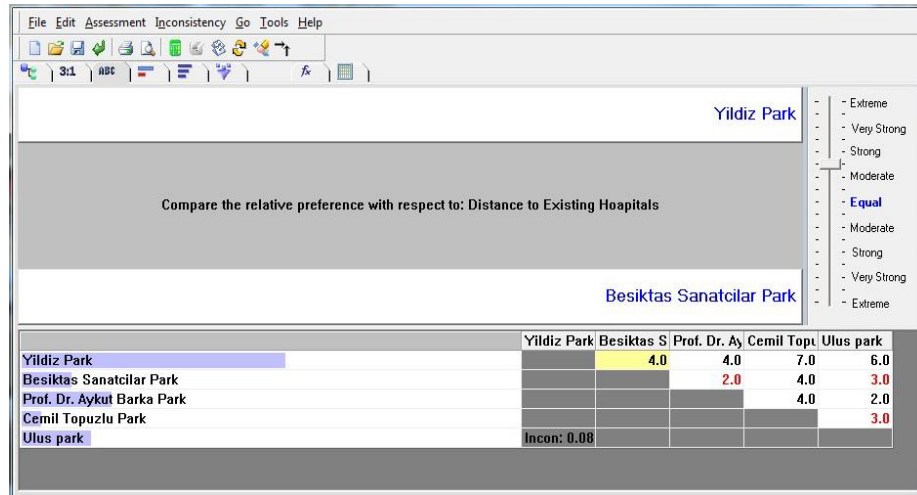 File Edit Assessment Inconsistency Go Tools Help
3:1 ABC fx
Yildiz Park
Extreme
Very Strong
Strong
Moderate
Compare the relative preference with respect to: Distance to Existing Hoapitals
Equal
Moderate
Strong
Very Strong
Besiktas Sanatcilar Park
Extreme
Yildiz Park Besiktas S Prof. Dr. Ay Cemil Topu Ulus park
Yildiz Park 4.0 4.0 7.0 6.0
Besiktas Sanatcilar Park 2.0 4.0 3.0
Prof. Dr. Aykut Barka Park 4.0 2.0
Cemil Topuzlu Park 3.0
Ulus park Incon: 0.08